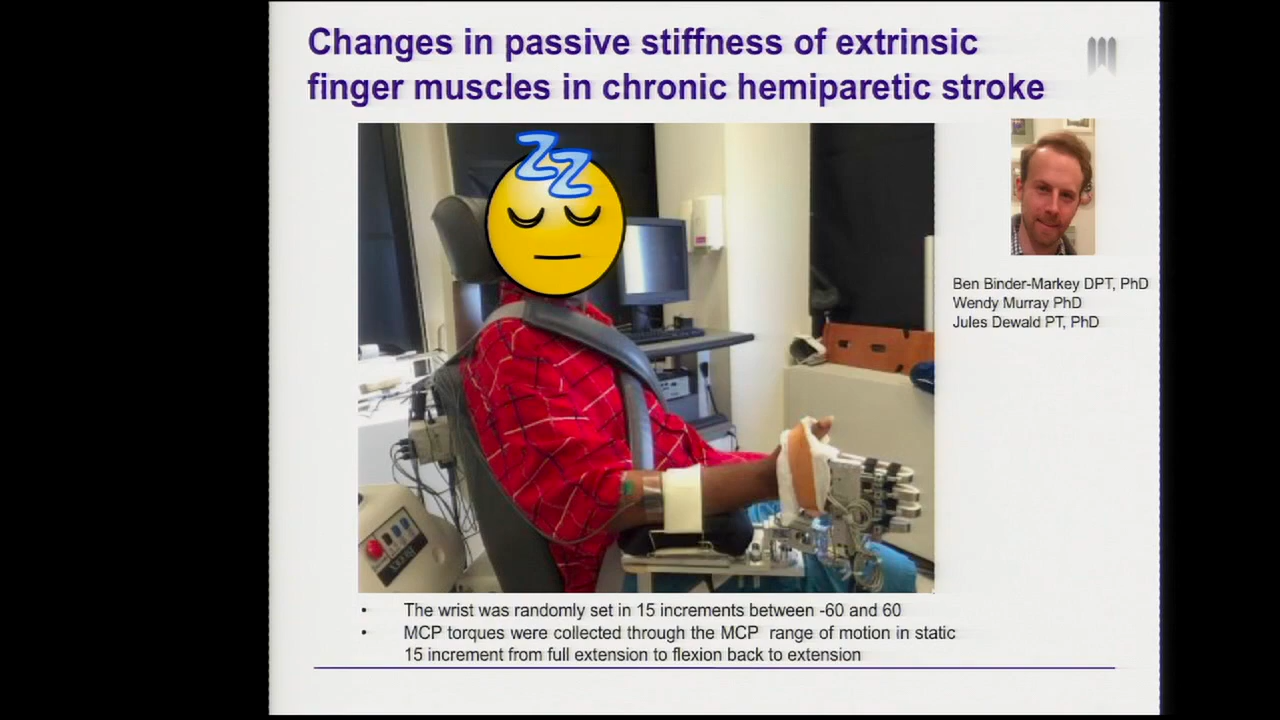 Changes in passive stiffness of extrinsic
finger muscles in chronic hemiparetic stroke
Ben Binder-Markey DPT, PhD
Wendy Murray PhD
Jules Dewald PT, PhD
• The wrist was randomly set in 15 increments between -60 and 60
• MCP torques were collected through the MCP range of motion in static
15 increment from full extension to flexion back to extension